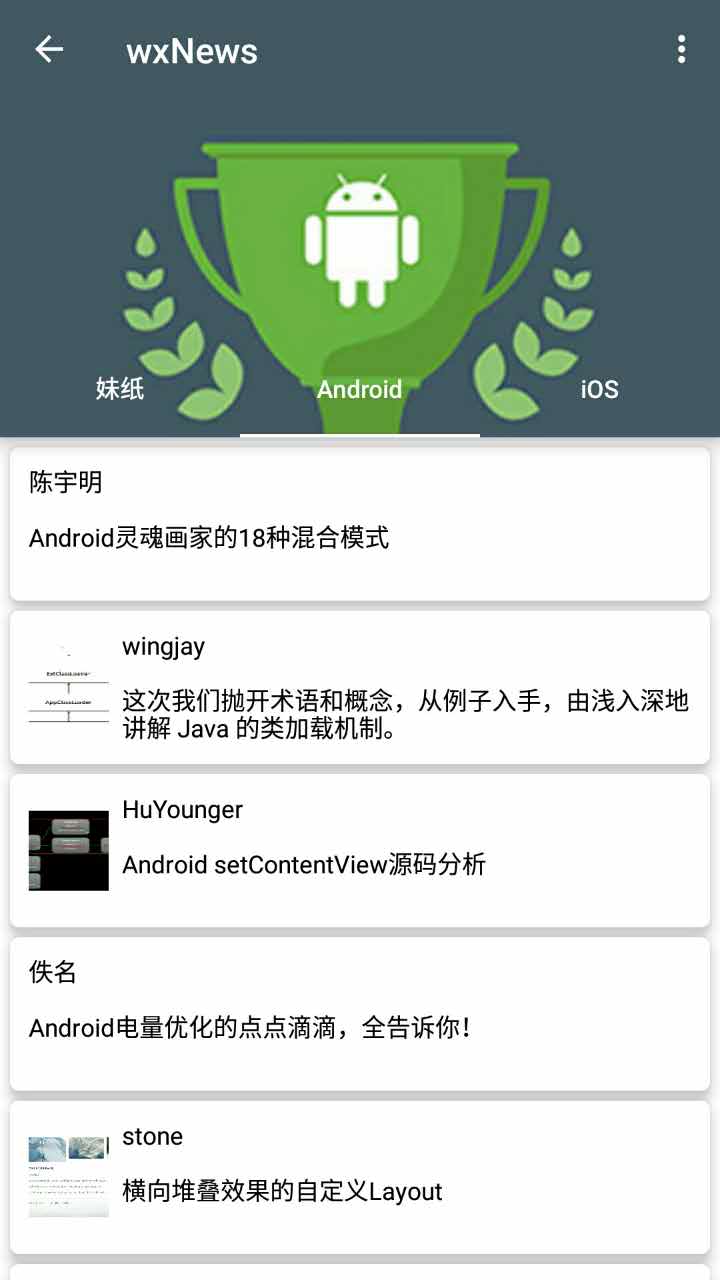 wxNews
妹纸 Android iOS
陈宇明
Android灵魂画家的18种混合模式
wingjay
这次我们抛开术语和概念，从例子入手，由浅入深地
讲解 Java 的类加载机制。
AppClassLoader
HuYounger
Android setContentView源码分析
佚名
Android电量优化的点点滴滴，全告诉你！
stone
横向堆叠效果的自定义Layout